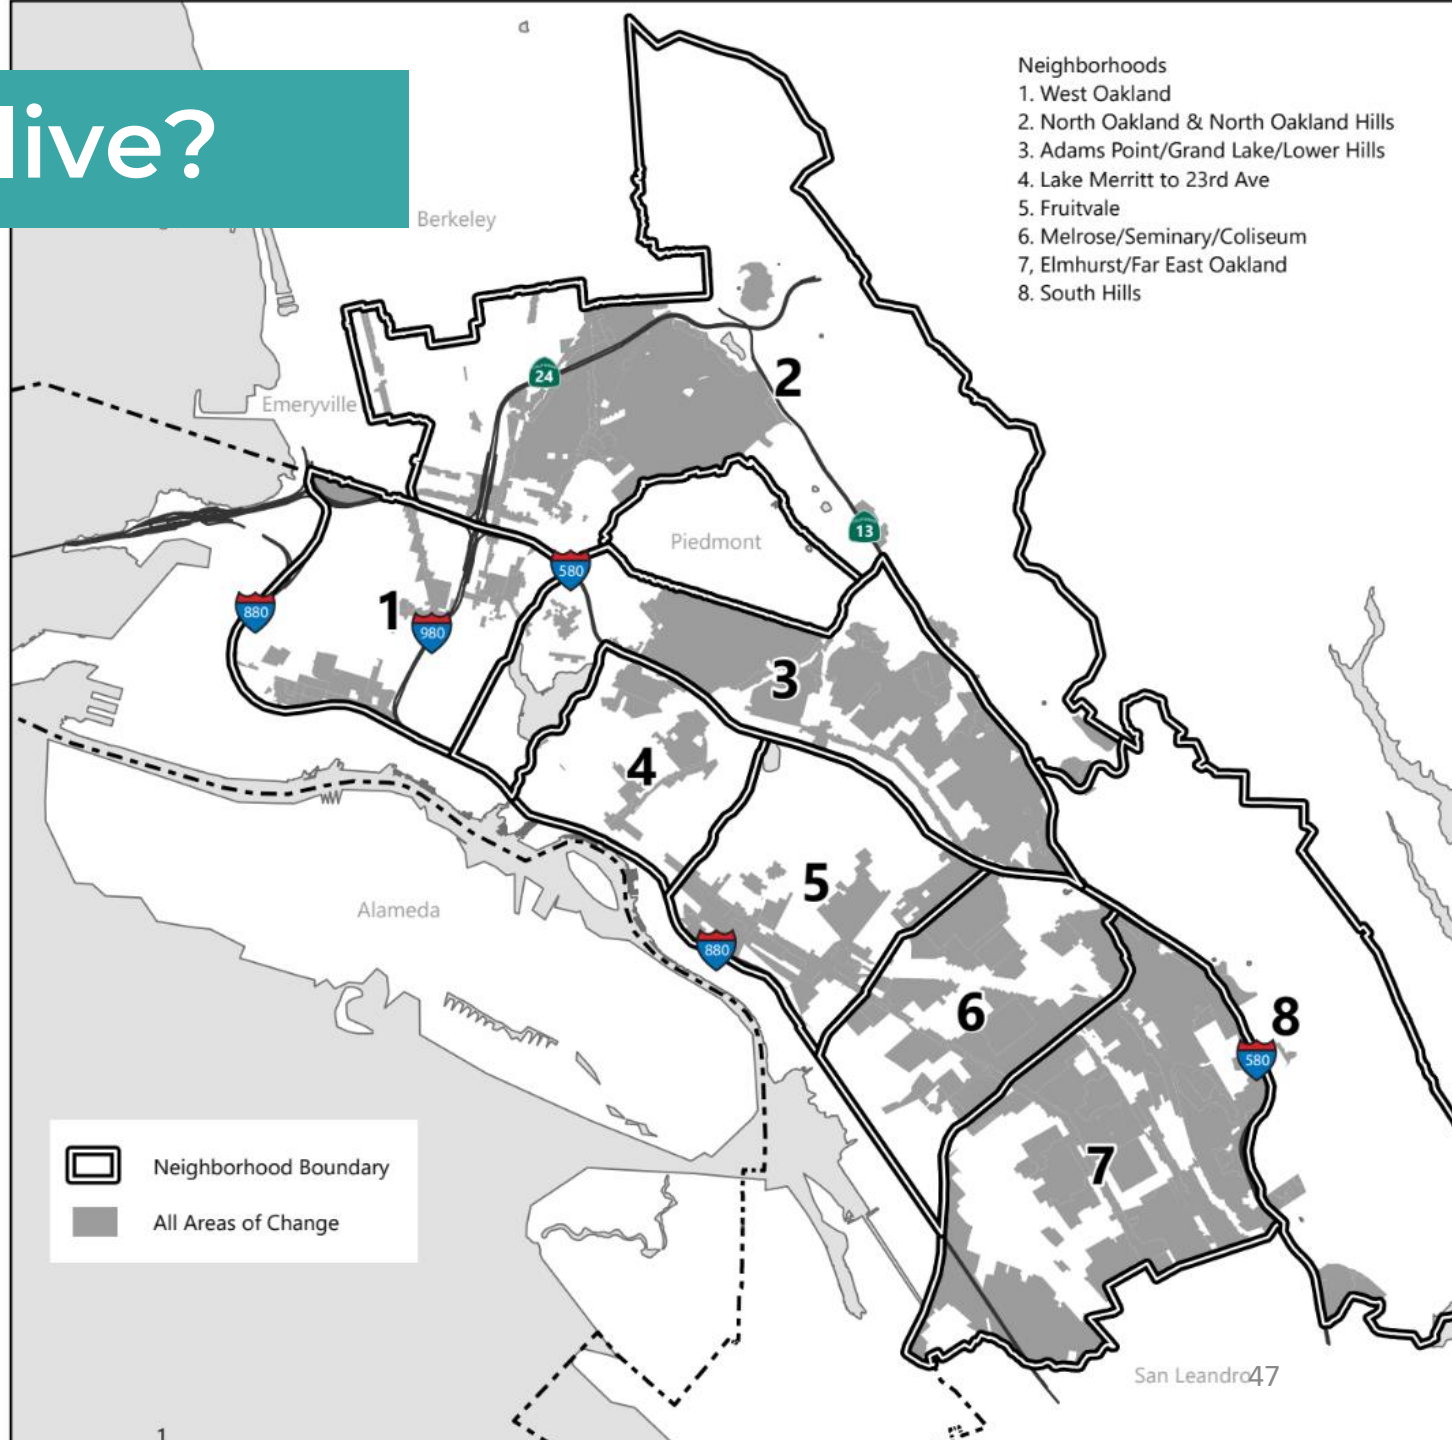 live?
Neighborhoods
1. West Oakland
2. North Oakland & North Oakland Hills
3. Adams Point/Grand Lake/Lower Hills
4. Lake Merritt to 23rd Ave
5. Fruitvale
6. Melrose/Seminary/Coliseum
7, Elmhurst/Far East Oakland
8. South Hills
Berkeley
24
2
Emeryville
13
Piedmont
580
880
1
980
3
4
5
Alameda
880
6
8
580
7
Neighborhood Boundary
All Areas of Change
San Leandro
47
1